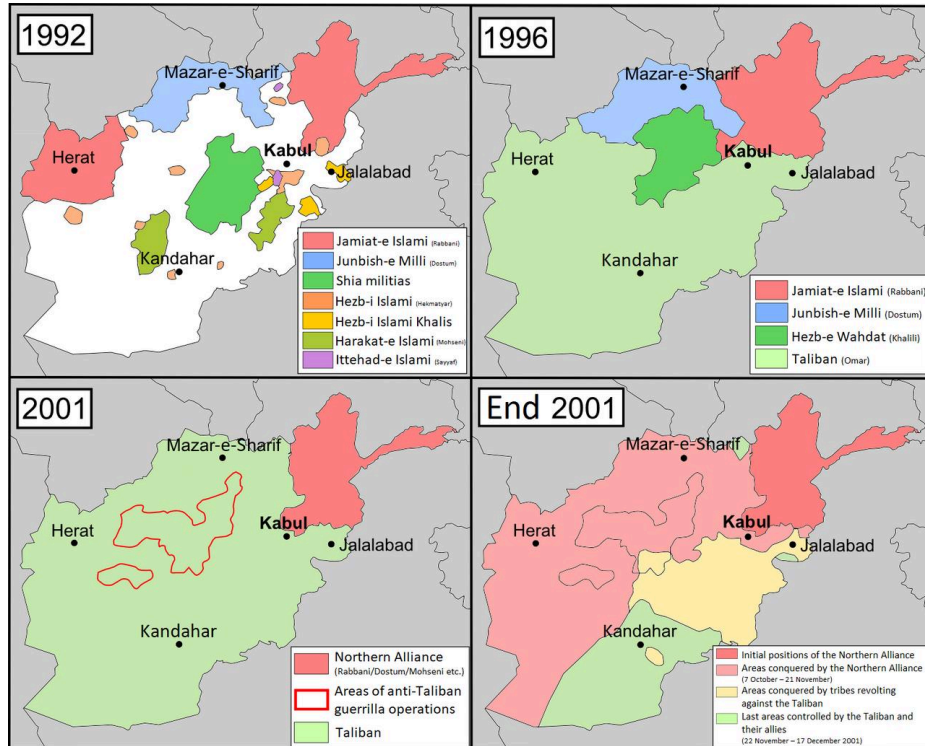 1992
Mazar-e-Sharif
Herat
Kabul
Jalalabad
Kandahar
Jamiat-e Islami (Rabbani)
Junbish-e Milli (Dostum)
Shia militias
Hezb-i Islami (Hekmatyar)
Hezb-i Islami Khalis
Harakat-e Islami (Mohseni)
Ittehad-e Islami (Sayyaf)
1996
Mazar-e-Sharif
Herat
Kabul
Jalalabad
Kandahar
Jamiat-e Islami (Rabbani)
Junbish-e Milli (Dostum)
Hezb-e Wahdat (Khalili)
Taliban (Omar)
2001
Mazar-e-Sharif
Herat
Kabul
Jalalabad
Kandahar
Northern Alliance
(Rabbani/Dostum/Mohseni etc.)
Areas of anti-Taliban
guerrilla operations
Taliban
End 2001
Mazar-e-Sharif
Herat
Kabul
Jalalabad
Kandahar
Initial positions of the Northern Alliance
Areas conquered by the Northern Alliance
(7 October – 21 November)
Areas conquered by tribes revolting
against the Taliban
Last areas controlled by the Taliban and
their allies
(22 November – 17 December 2001)